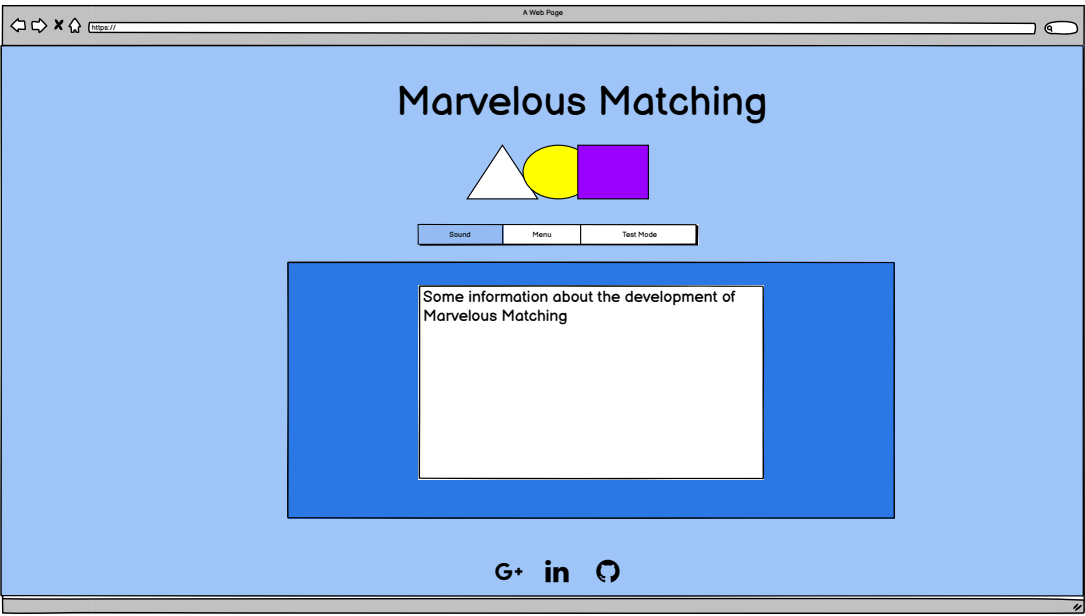 A Web Page
https://
Marvelous Matching
Sound Menu Test Mode
Some information about the development of
Marvelous Matching
G+ in